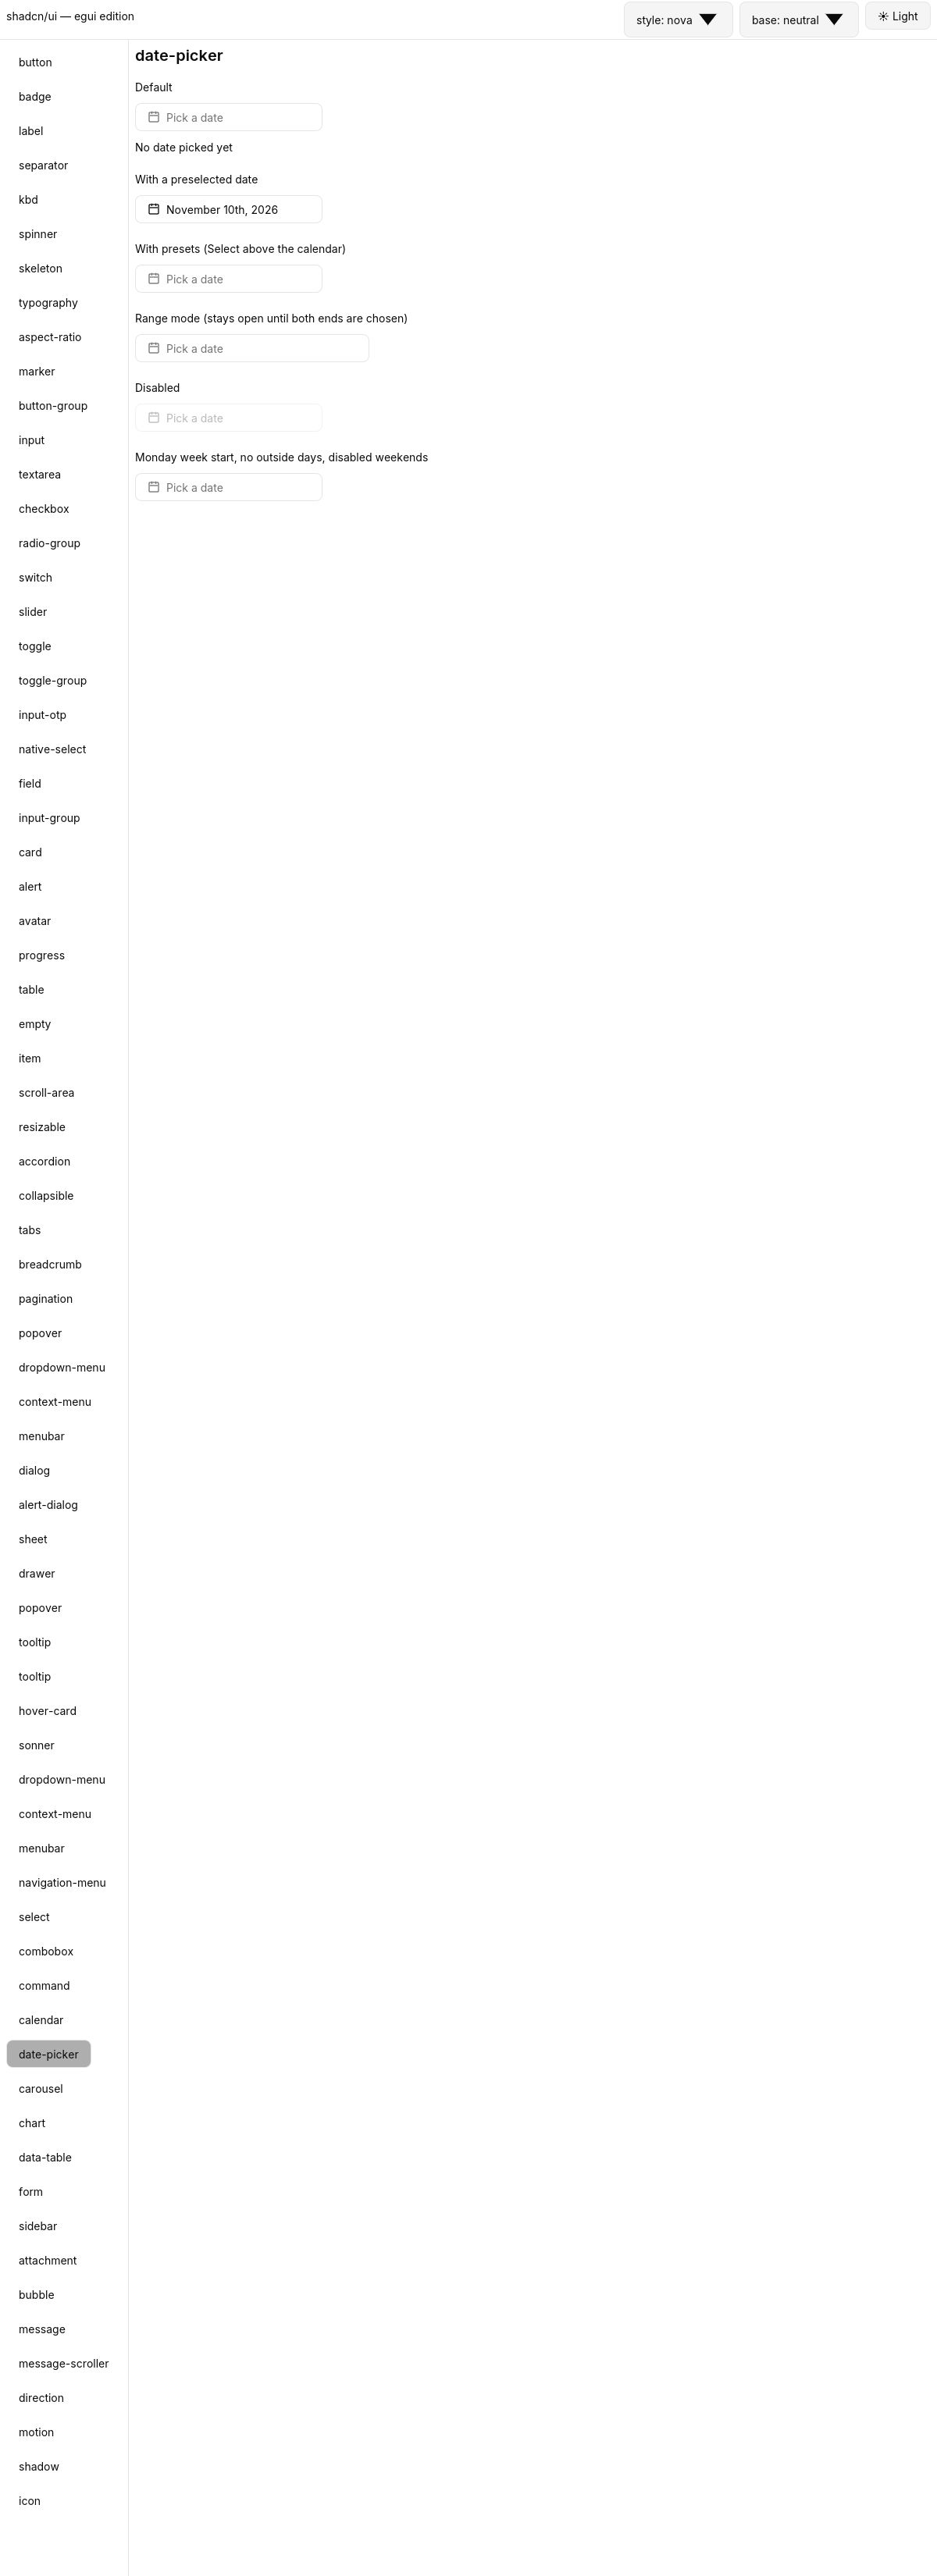 shadcn/ui — egui edition
style: nova
base: neutral
☀ Light
button
badge
label
separator
kbd
spinner
skeleton
typography
aspect-ratio
marker
button-group
input
textarea
checkbox
radio-group
switch
slider
toggle
toggle-group
input-otp
native-select
field
input-group
card
alert
avatar
progress
table
empty
item
scroll-area
resizable
accordion
collapsible
tabs
breadcrumb
pagination
popover
dropdown-menu
context-menu
menubar
dialog
alert-dialog
sheet
drawer
popover
tooltip
tooltip
hover-card
sonner
dropdown-menu
context-menu
menubar
navigation-menu
select
combobox
command
calendar
date-picker
carousel
chart
data-table
form
sidebar
attachment
bubble
message
message-scroller
direction
motion
shadow
icon
date-picker
Default
Pick a date
No date picked yet
With a preselected date
November 10th, 2026
With presets (Select above the calendar)
Pick a date
Range mode (stays open until both ends are chosen)
Pick a date
Disabled
Pick a date
Monday week start, no outside days, disabled weekends
Pick a date